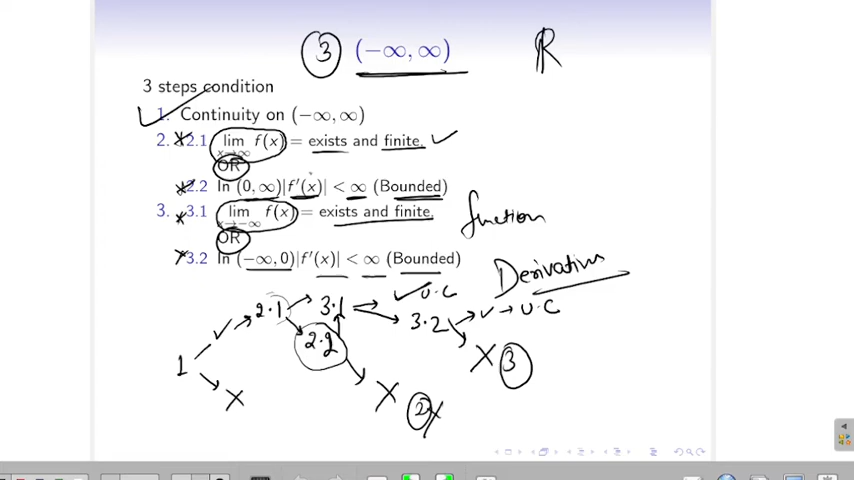 ③ (−∞, ∞) ℝ
3 steps condition
1. Continuity on (−∞, ∞)
2. 2.1 lim x→∞ f(x) = exists and finite.
OR
2.2 In (0, ∞)|f′(x)| < ∞ (Bounded)
3. 3.1 lim x→−∞ f(x) = exists and finite.
function
OR
3.2 In (−∞, 0)|f′(x)| < ∞ (Bounded)
Derivative
1 → ✓ 2.1 → 3.1 → ✓ U.C
→ 3.2 → ✓ → U.C
2.2
X ③
→ X
X ② X